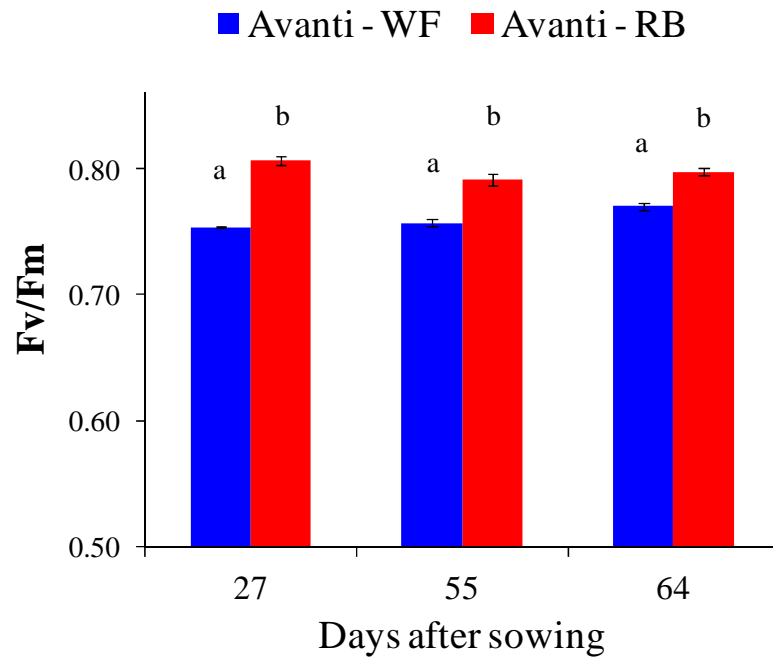 Avanti - WF Avanti - RB
b b b
a a a
0.80
0.70
0.60
0.50
Fv/Fm
27 55 64
Days after sowing